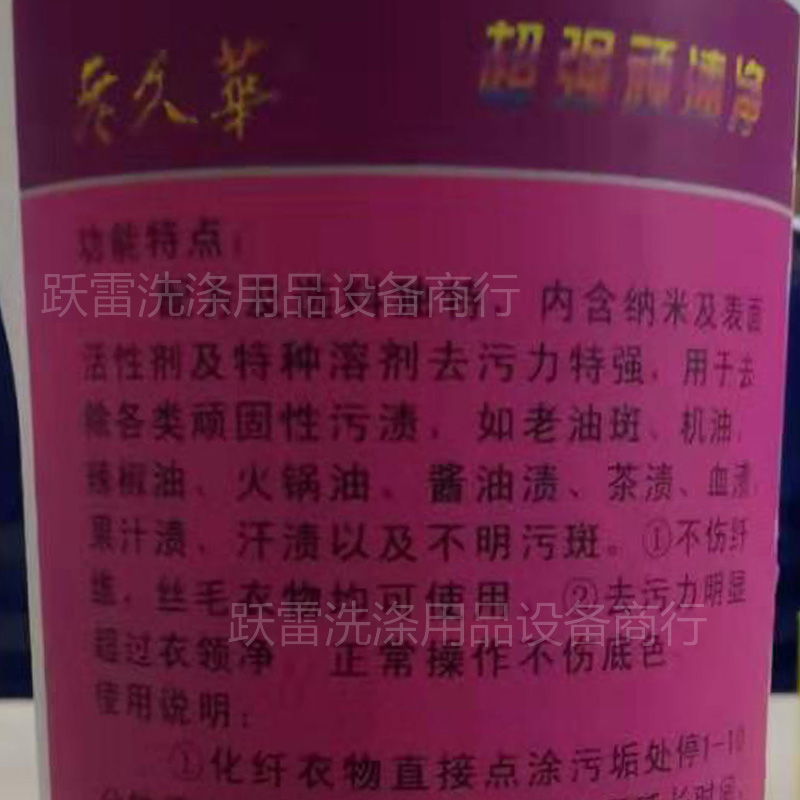 老久華
超强顽渍净
功能特点:
跃雷洗涤用品设备商行
内含纳米及表面
活性剂及特种溶剂去污力特强, 用于去
除各类顽固性污渍, 如老油斑、机油、
辣椒油、火锅油、酱油渍、茶渍、血渍、
果汁渍、汗渍以及不明污斑。①不伤纤
维, 丝毛衣物均可使用 ②去污力明显
跃雷洗涤用品设备商行
超过衣领净 正常操作不伤底色
使用说明:
①化纤衣物直接点涂污垢处停1-10